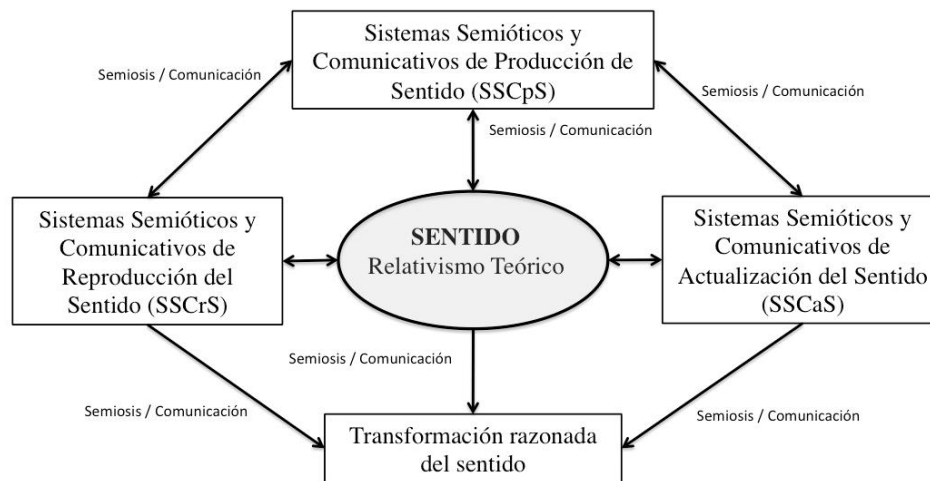 Sistemas Semióticos y
Comunicativos de Producción de
Sentido (SSCpS)
Semiosis / Comunicación
Semiosis / Comunicación
Semiosis / Comunicación
Sistemas Semióticos y
Comunicativos de
Reproducción del
Sentido (SSCrS)
SENTIDO
Relativismo Teórico
Sistemas Semióticos y
Comunicativos de
Actualización del Sentido
(SSCaS)
Semiosis / Comunicación
Semiosis / Comunicación
Semiosis / Comunicación
Transformación razonada
del sentido